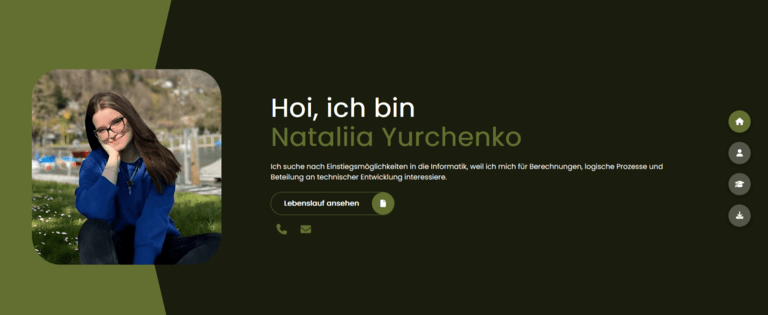 Hoi, ich bin
Nataliia Yurchenko
Ich suche nach Einstiegsmöglichkeiten in die Informatik, weil ich mich für Berechnungen, logische Prozesse und
Beteilung an technischer Entwicklung interessiere.
Lebenslauf ansehen